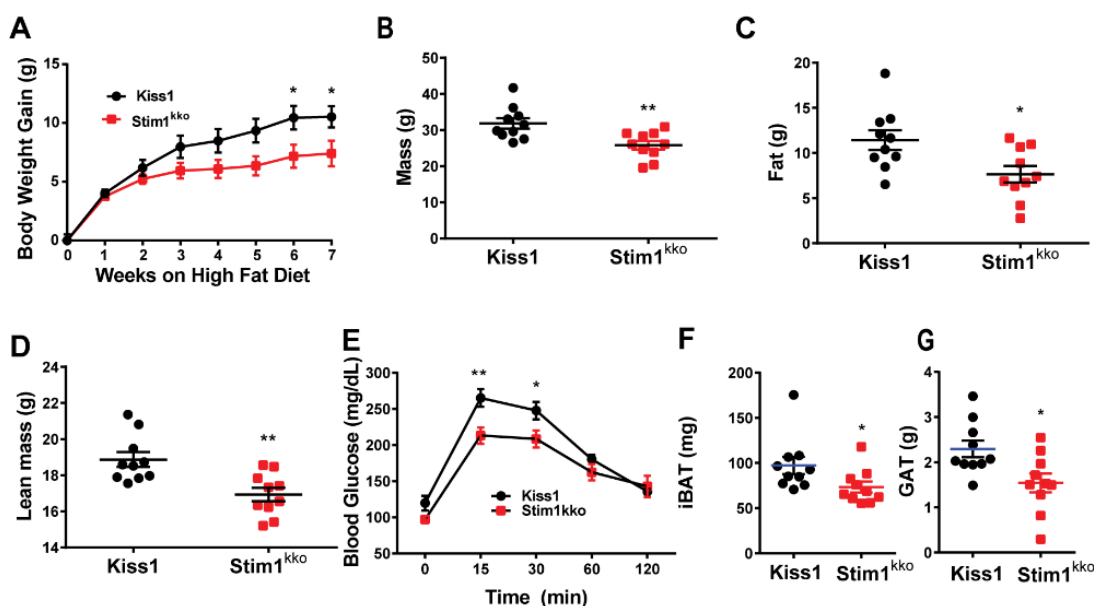 A
Body Weight Gain (g)
15
10
5
0
Kiss1
Stim1kko
*
*
0 1 2 3 4 5 6 7
Weeks on High Fat Diet
B
Mass (g)
50
40
30
20
10
0
**
Kiss1
Stim1kko
C
Fat (g)
20
15
10
5
0
*
Kiss1
Stim1kko
D
Lean mass (g)
24
22
20
18
16
14
**
Kiss1
Stim1kko
E
Blood Glucose (mg/dL)
300
250
200
150
100
50
**
*
Kiss1
Stim1kko
0 15 30 60 120
Time (min)
F
iBAT (mg)
200
150
100
50
0
*
Kiss1
Stim1kko
G
GAT (g)
4
3
2
1
0
*
Kiss1
Stim1kko